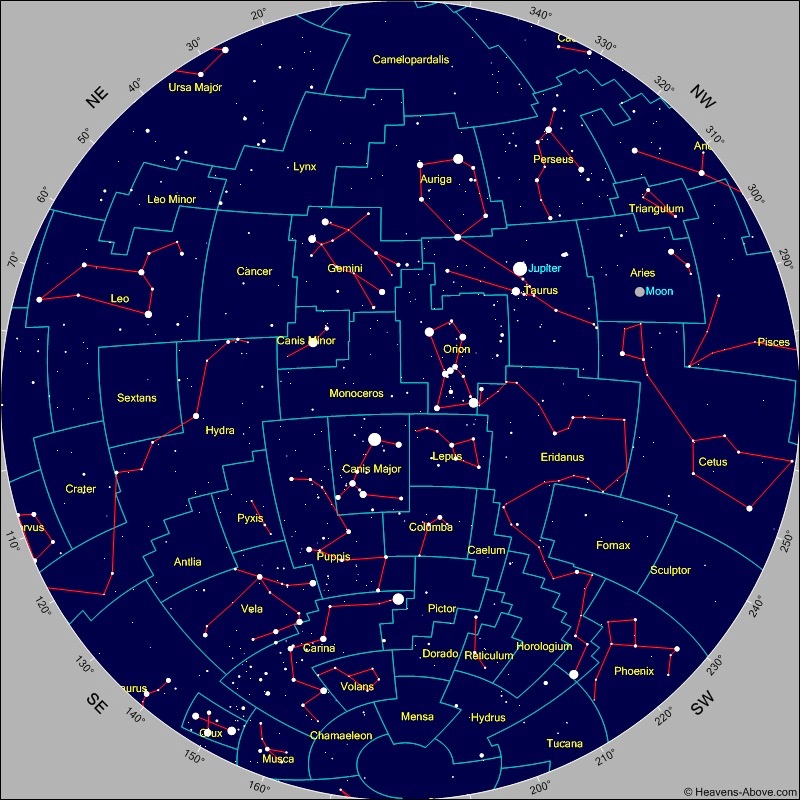 20° 340°
Ca
30° 330°
Camelopardalis
Ursa Major 320°
40°
NE NW
50° 310°
Lynx Perseus An
Auriga
60° Leo Minor Triangulum 300°
70° Cancer Gemini Jupiter Aries 290°
Leo Taurus Moon
Canis Minor Orion Pisces
Sextans Monoceros
Hydra
Crater Canis Major Lepus Eridanus Cetus
rvus Pyxis Columba
110° Antlia Puppis Caelum Fornax Sculptor 250°
120° Vela Pictor 240°
Carina Dorado Reticulum Horologium
130° Volans Phoenix 230°
SE aurus Mensa Hydrus SW
140° Crux Chamaeleon 220°
150° Musca Tucana 210°
160° 200°
© Heavens-Above.com